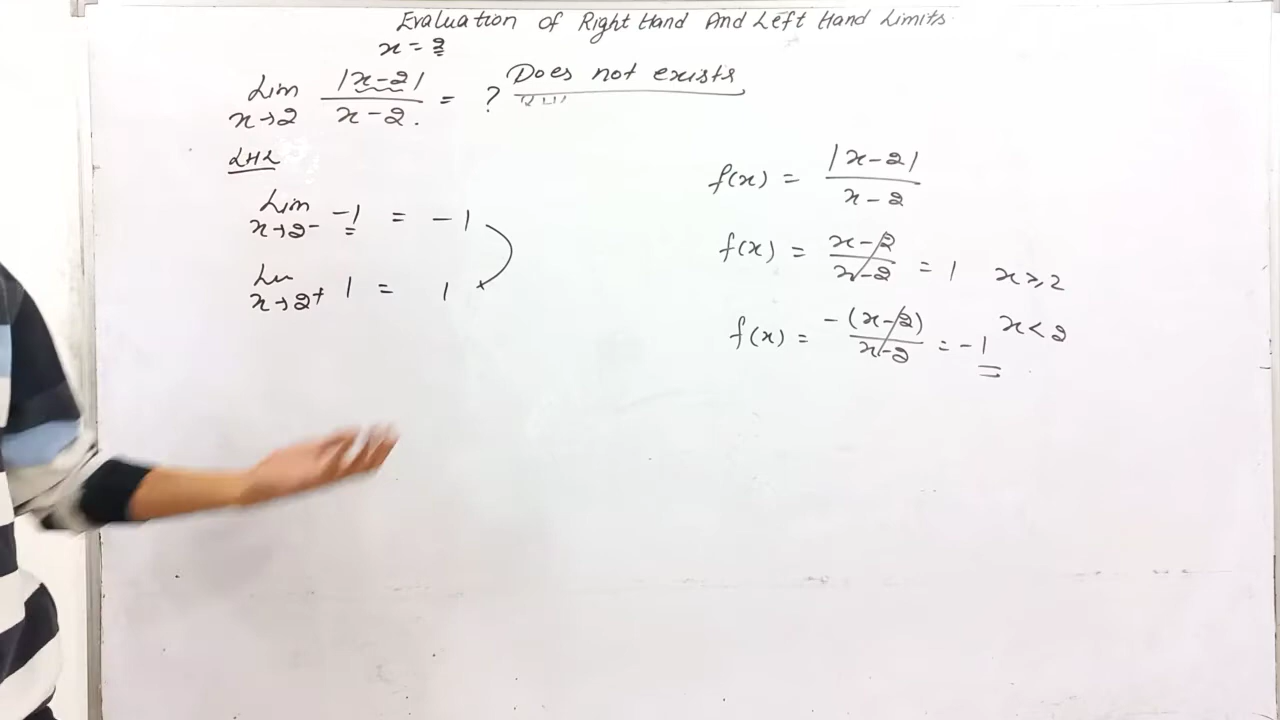 Evaluation of Right Hand And Left Hand Limits
x = 2
Lim x→2 |x-2| / x-2 = ? Does not exists
LHL
Lim x→2- -1 = -1
Lim x→2+ 1 = 1
f(x) = |x-2| / x-2
f(x) = x-2 / x-2 = 1 x≥2
f(x) = -(x-2) / x-2 = -1 x<2